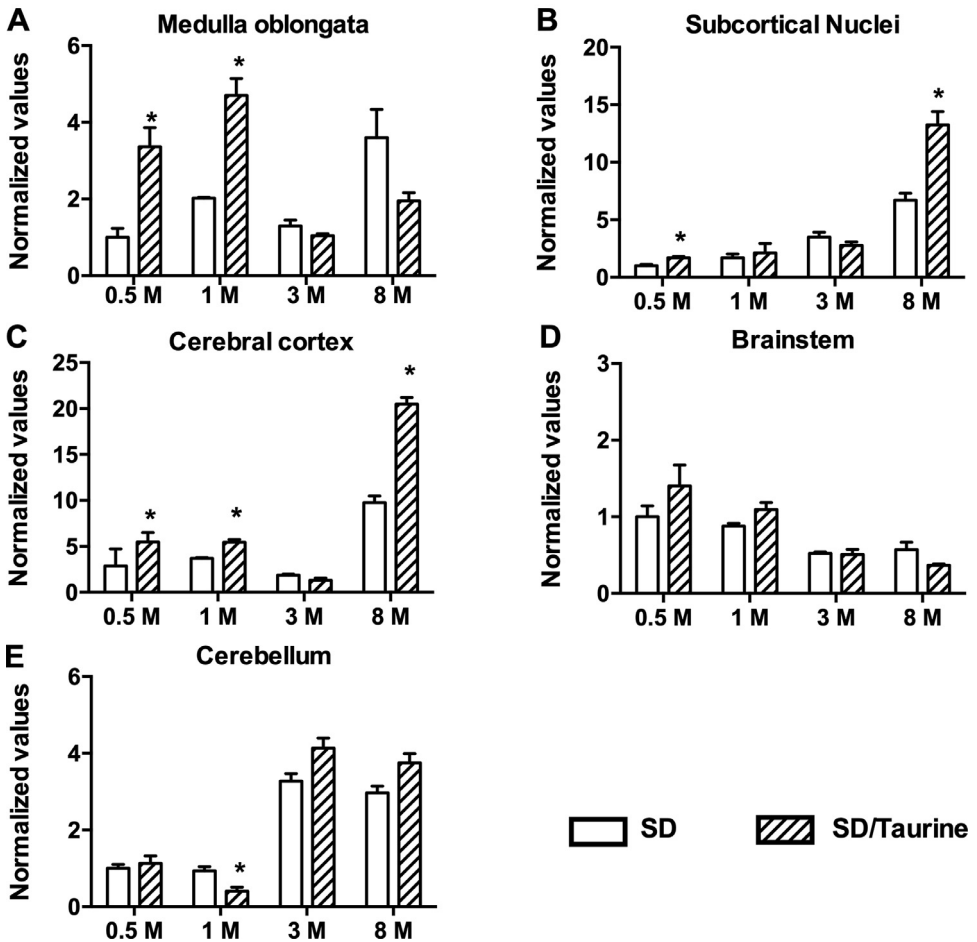 A
Medulla oblongata
Normalized values
6
4
2
0
*
*
0.5 M 1 M 3 M 8 M
B
Subcortical Nuclei
Normalized values
20
15
10
5
0
*
*
0.5 M 1 M 3 M 8 M
C
Cerebral cortex
Normalized values
25
20
15
10
5
0
*
*
*
0.5 M 1 M 3 M 8 M
D
Brainstem
Normalized values
3
2
1
0
0.5 M 1 M 3 M 8 M
E
Cerebellum
Normalized values
6
4
2
0
*
0.5 M 1 M 3 M 8 M
SD
SD/Taurine